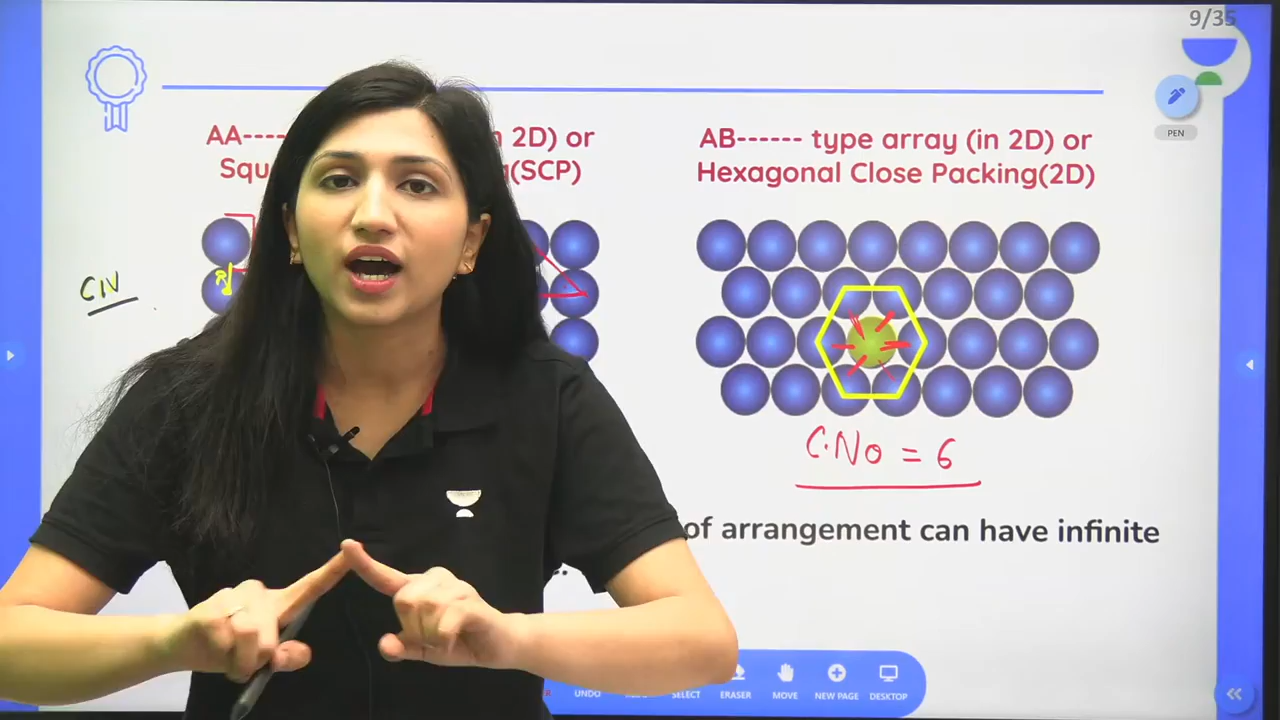 9/35
PEN
AA---- n 2D) or
Squ g(SCP)
AB------ type array (in 2D) or
Hexagonal Close Packing(2D)
CN
C.No = 6
of arrangement can have infinite
UNDO
SELECT
ERASER
MOVE
NEW PAGE
DESKTOP